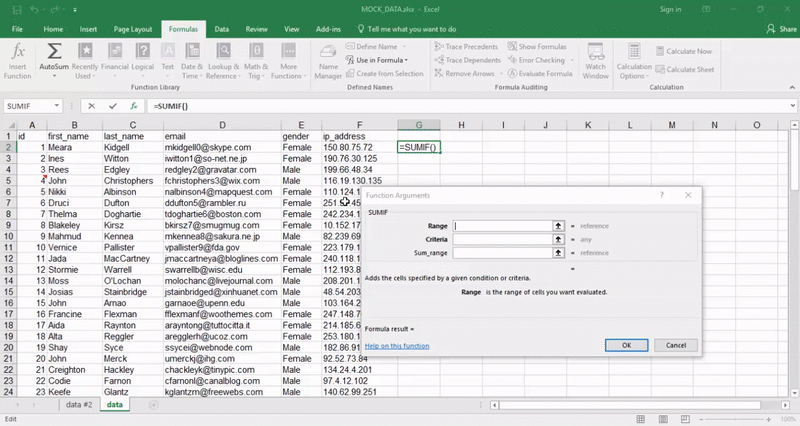 MOCK_DATA.xlsx - Excel
Sign in
File Home Insert Page Layout Formulas Data Review View Add-ins Tell me what you want to do Share
Insert Function
AutoSum
Recently Used
Financial
Logical
Text
Date & Time
Lookup & Reference
Math & Trig
More Functions
Function Library
Name Manager
Define Name
Use in Formula
Create from Selection
Defined Names
Trace Precedents
Trace Dependents
Remove Arrows
Show Formulas
Error Checking
Evaluate Formula
Formula Auditing
Watch Window
Calculation Options
Calculate Now
Calculate Sheet
Calculation
SUMIF fx =SUMIF()
A B C D E F G H I J K L M N O
1 id first_name last_name email gender ip_address
2 1 Meara Kidgell mkidgell0@skype.com Female 150.80.75.72 =SUMIF()
3 2 Ines Witton iwitton1@so-net.ne.jp Female 190.76.30.125
4 3 Rees Edgley redgley2@gravatar.com Male 199.66.48.34
5 4 John Christophers fchristophers3@wix.com Male 116.19.130.135
6 5 Nikki Albinson nalbinson4@mapquest.com Female 110.124.1
7 6 Druci Dufton ddufton5@rambler.ru Female 251.
8 7 Thelma Doghartie tdoghartie6@boston.com Female 242.234.1
9 8 Blakeley Kirsz bkirsz7@smugmug.com Female 10.152.17
10 9 Mahmud Kennea mkennea8@sakura.ne.jp Male 82.239.69
11 10 Vernice Pallister vpallister9@fda.gov Female 223.179.1
12 11 Jada MacCartney jmaccartneya@bloglines.com Female 240.118.1
13 12 Stormie Warrell swarrellb@wisc.edu Female 112.193.8
14 13 Moss O'Lochan molochanc@livejournal.com Male 208.201.1
15 14 Josias Stainbridge jstainbridged@xinhuanet.com Male 48.54.203
16 15 John Arnao garnaoe@upenn.edu Male 103.164.2
17 16 Francine Flexman fflexmanf@woothemes.com Female 247.148.7
18 17 Aida Raynton arayntong@tuttocitta.it Female 214.185.6
19 18 Alta Reggler aregglerh@ucoz.com Female 253.180.1
20 19 Shay Syce ssycei@webnode.com Male 182.86.91
21 20 John Merck umerckj@ihg.com Female 92.52.73.84
22 21 Creighton Hackley chackleyk@tinypic.com Male 134.24.4.201
23 22 Codie Farnon cfarnonl@canalblog.com Male 97.4.12.102
24 23 Keefe Glantz kglantzm@freewebs.com Male 140.62.99.251
Function Arguments ? ×
SUMIF
Range = reference
Criteria = any
Sum_range = reference
=
Adds the cells specified by a given condition or criteria.
Range is the range of cells you want evaluated.
Formula result =
Help on this function
OK Cancel
data #2 data
Edit
100%